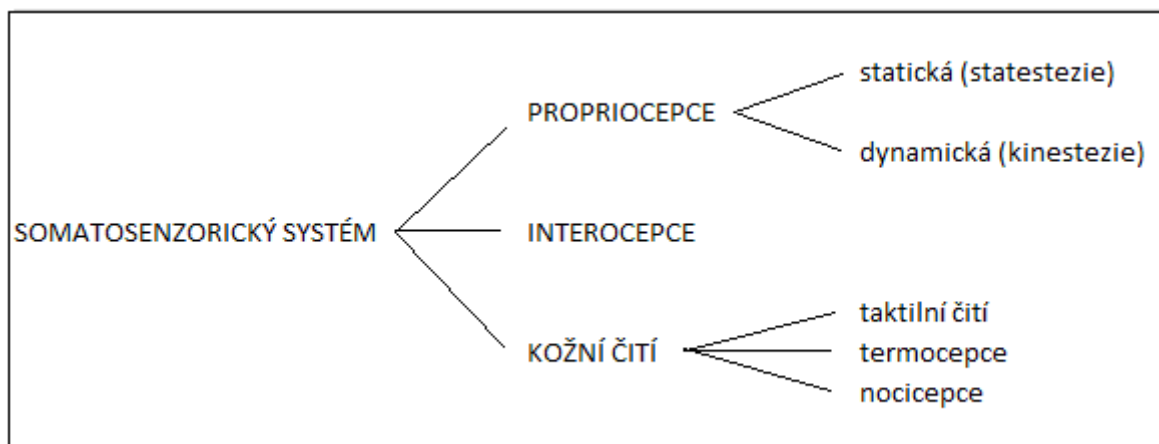 statická (statestezie)
PROPRIOCEPCE
dynamická (kinestezie)
SOMATOSENZORICKÝ SYSTÉM
INTEROCEPCE
taktilní čití
KOŽNÍ ČITÍ
termocepce
nocicepce